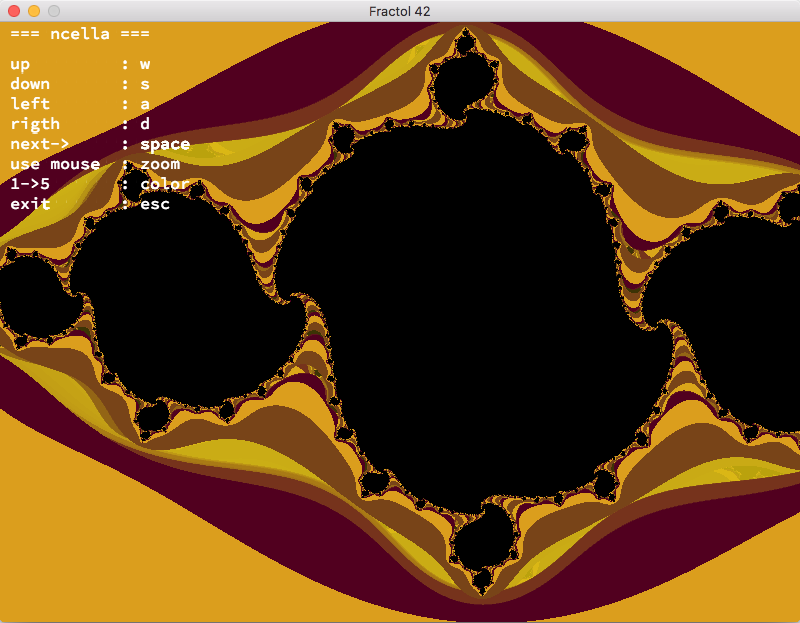 Fractol 42
=== ncella ===
up : w
down : s
left : a
rigth : d
next-> : space
use mouse : zoom
1->5 : color
exit : esc